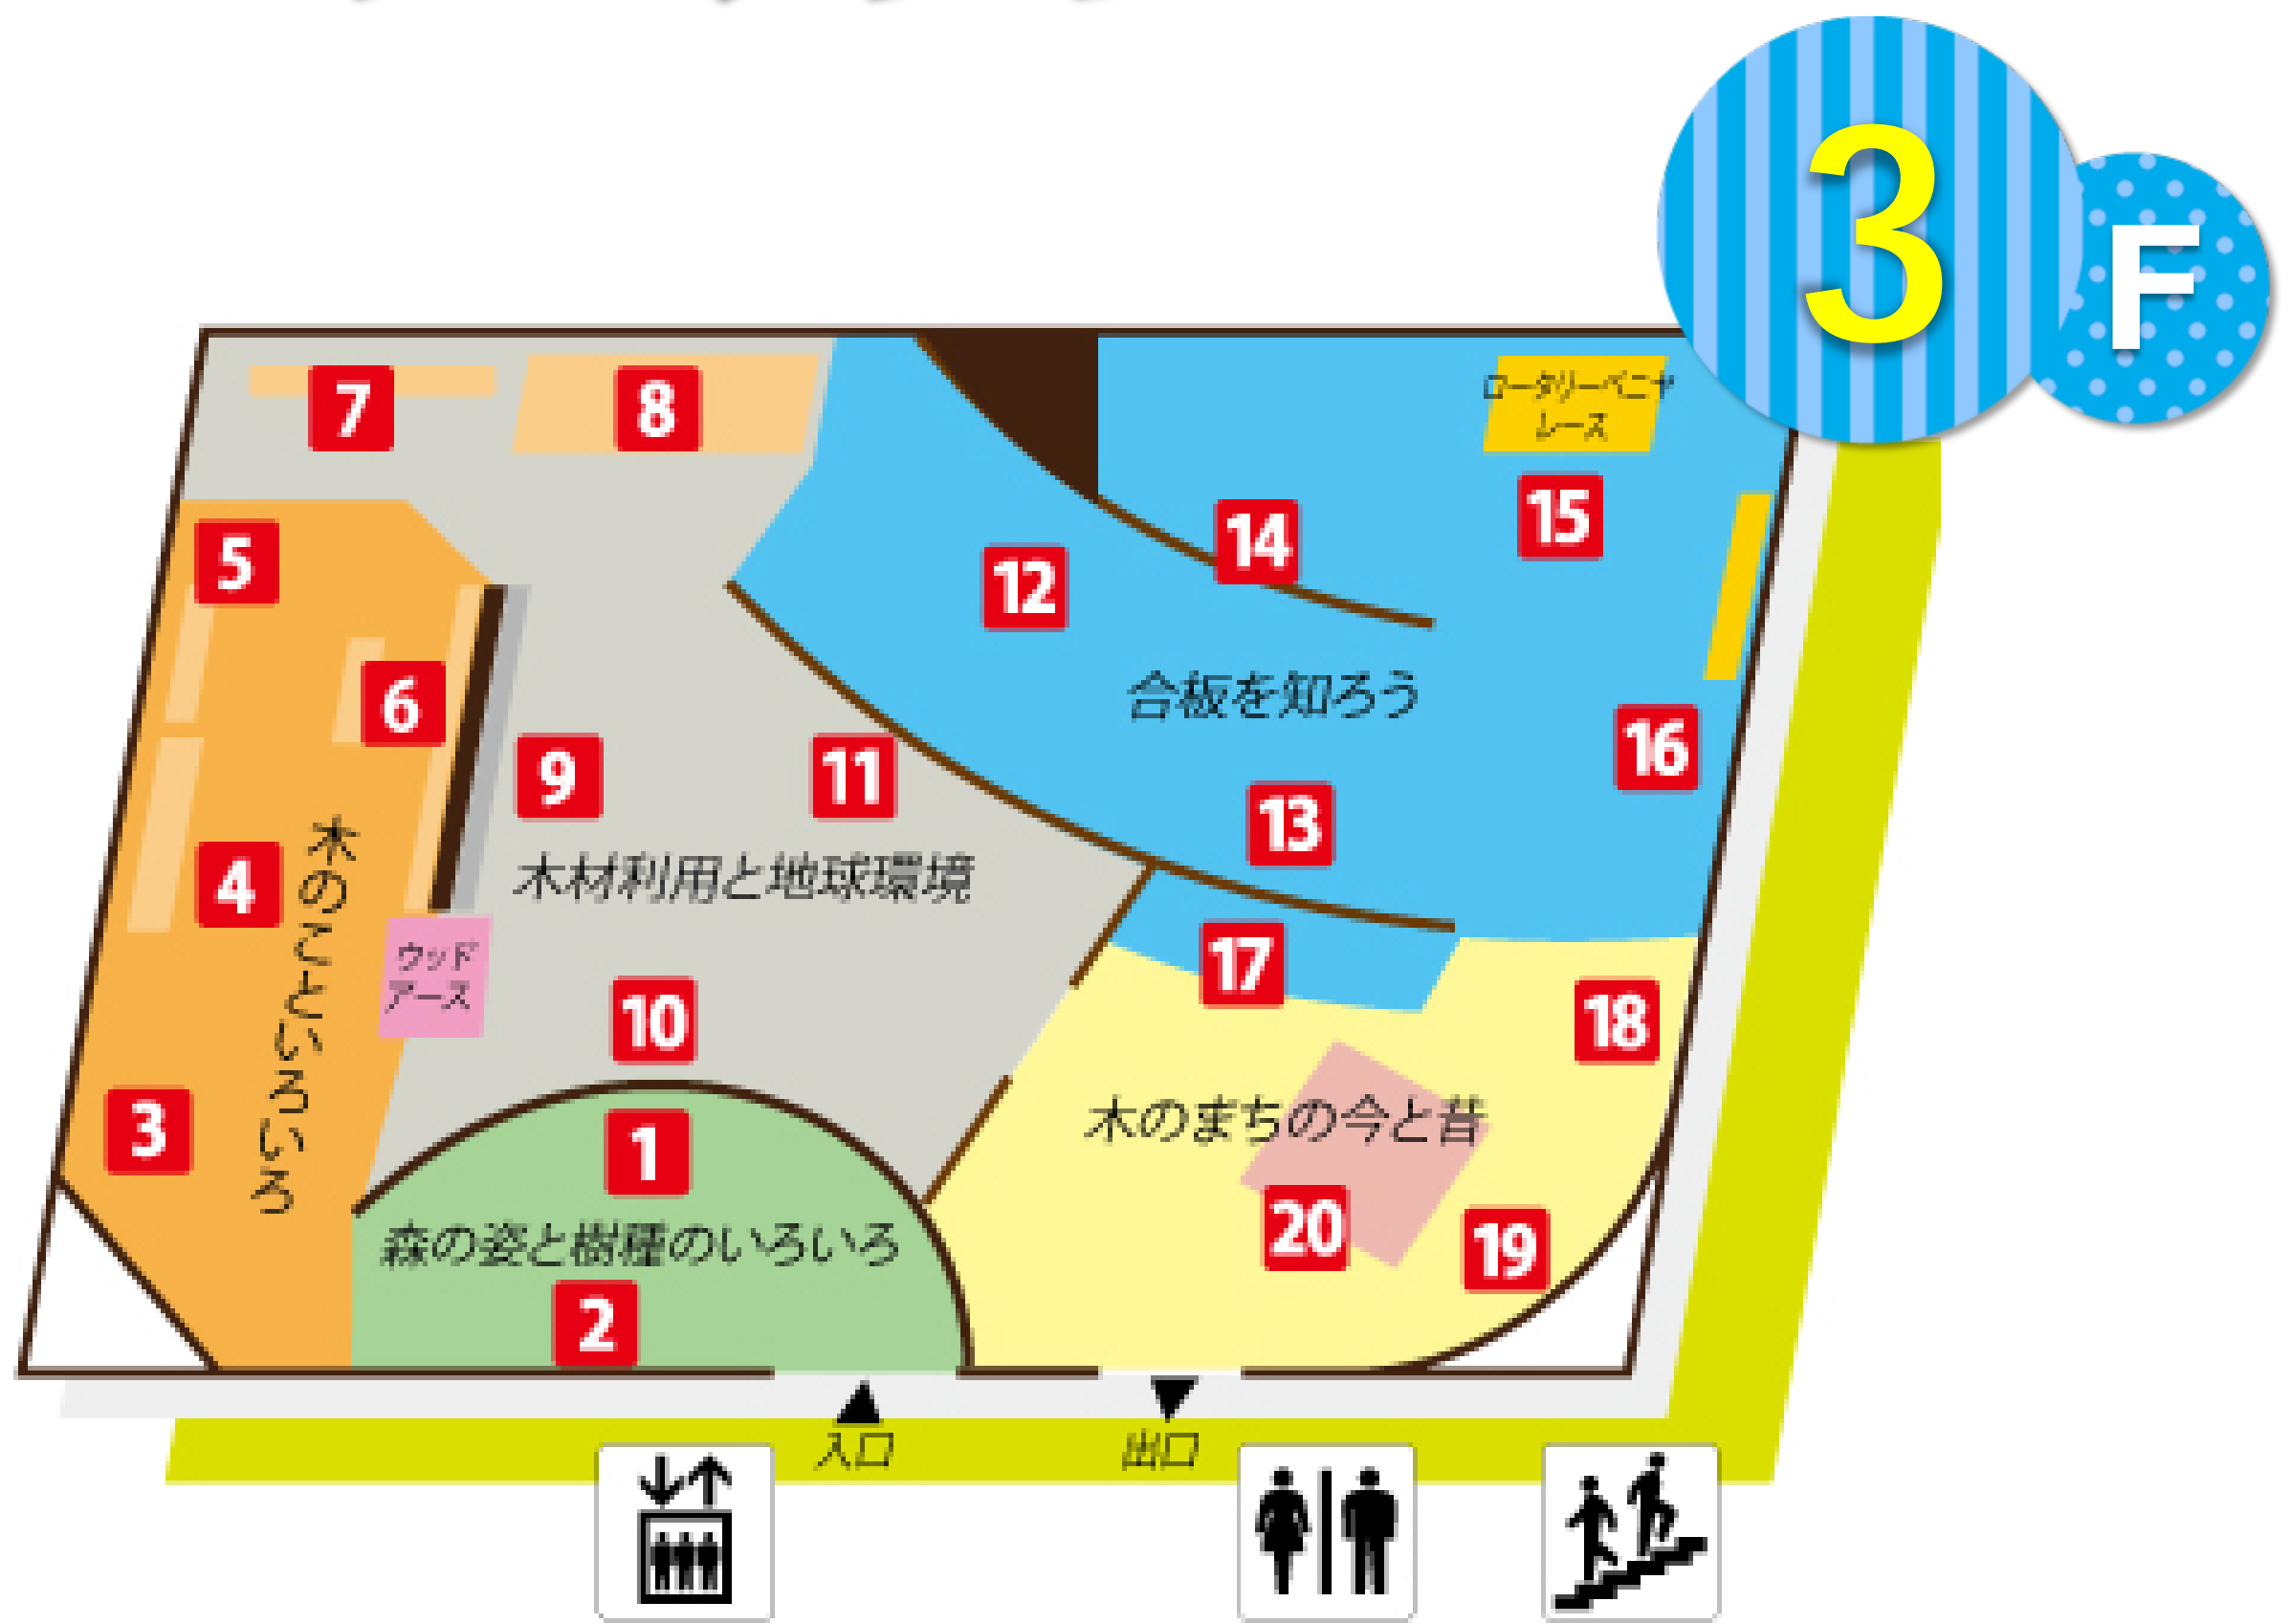 3F
7
8
ロータリーベニヤ
レース
5
12
14
15
6
合板を知ろう
9
11
16
13
4
木のこといろいろ
木材利用と地球環境
ウッド
アース
17
10
18
3
1
木のまちの今と昔
20
19
森の姿と樹種のいろいろ
2
入口
出口